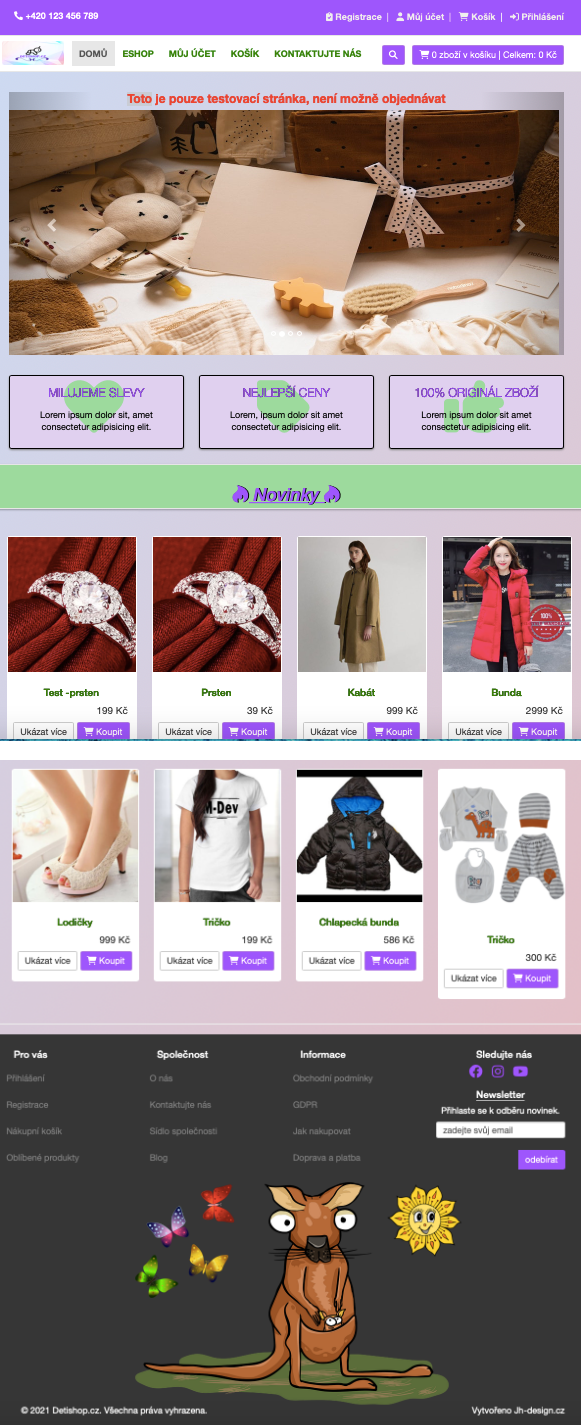 +420 123 456 789
Registrace | Můj účet | Košík | Přihlášení
DOMŮ ESHOP MŮJ ÚČET KOŠÍK KONTAKTUJTE NÁS
0 zboží v košíku | Celkem: 0 Kč
Toto je pouze testovací stránka, není možně objednávat
MILUJEME SLEVY
Lorem ipsum dolor sit, amet
consectetur adipisicing elit.
NEJLEPŠÍ CENY
Lorem, ipsum dolor sit amet
consectetur adipisicing elit.
100% ORIGINÁL ZBOŽÍ
Lorem ipsum dolor sit amet
consectetur adipisicing elit.
Novinky
Test -prsten
199 Kč
Ukázat více Koupit
Prsten
39 Kč
Ukázat více Koupit
Kabát
999 Kč
Ukázat více Koupit
100%
Bunda
2999 Kč
Ukázat více Koupit
Lodičky
999 Kč
Ukázat více Koupit
M-Dev
Tričko
199 Kč
Ukázat více Koupit
Chlapecká bunda
586 Kč
Ukázat více Koupit
Tričko
300 Kč
Ukázat více Koupit
Pro vás
Přihlášení
Registrace
Nákupní košík
Oblíbené produkty
Společnost
O nás
Kontaktujte nás
Sídlo společnosti
Blog
Informace
Obchodní podmínky
GDPR
Jak nakupovat
Doprava a platba
Sledujte nás
Newsletter
Přihlaste se k odběru novinek.
zadejte svůj email
odebírat
© 2021 Detishop.cz. Všechna práva vyhrazena.
Vytvořeno Jh-design.cz